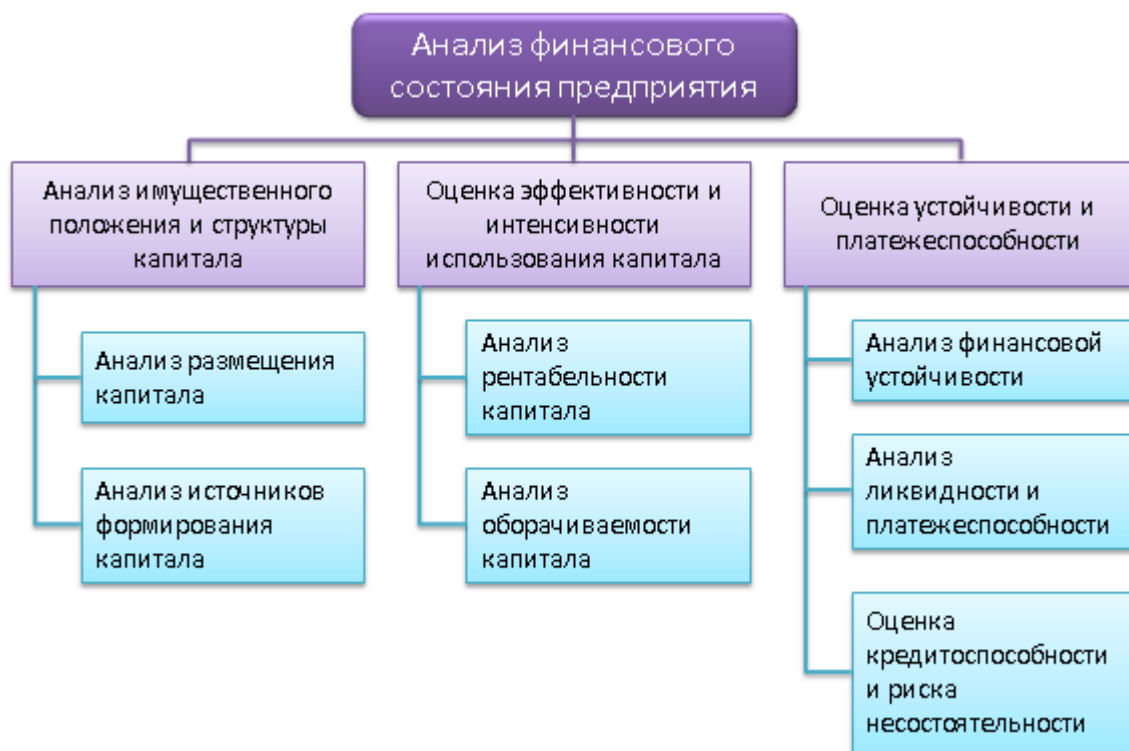 Анализ финансового
состояния предприятия
Анализ имущественного
положения и структуры
капитала
Оценка эффективности и
интенсивности
использования капитала
Оценка устойчивости и
платежеспособности
Анализ размещения
капитала
Анализ источников
формирования
капитала
Анализ
рентабельности
капитала
Анализ
оборачиваемости
капитала
Анализ финансовой
устойчивости
Анализ
ликвидности и
платежеспособности
Оценка
кредитоспособности
и риска
несостоятельности